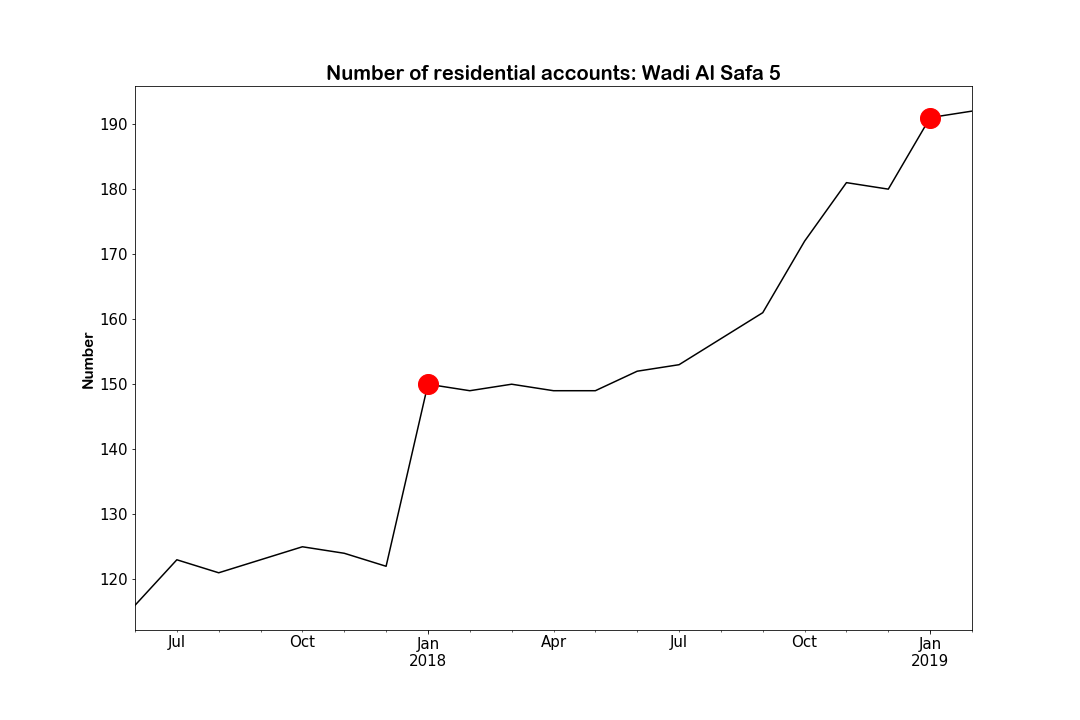 Number of residential accounts: Wadi Al Safa 5
Number
190
180
170
160
150
140
130
120
Jul
Oct
Jan
2018
Apr
Jul
Oct
Jan
2019